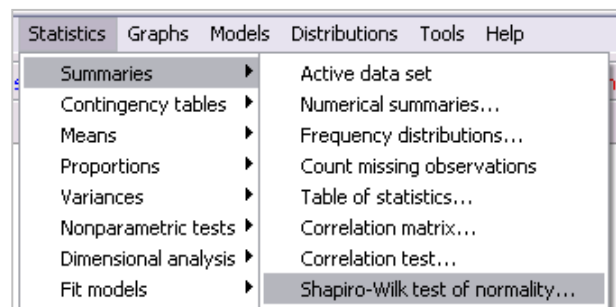 Statistics Graphs Models Distributions Tools Help
Summaries
Contingency tables
Means
Proportions
Variances
Nonparametric tests
Dimensional analysis
Fit models
Active data set
Numerical summaries...
Frequency distributions...
Count missing observations
Table of statistics...
Correlation matrix...
Correlation test...
Shapiro-Wilk test of normality...